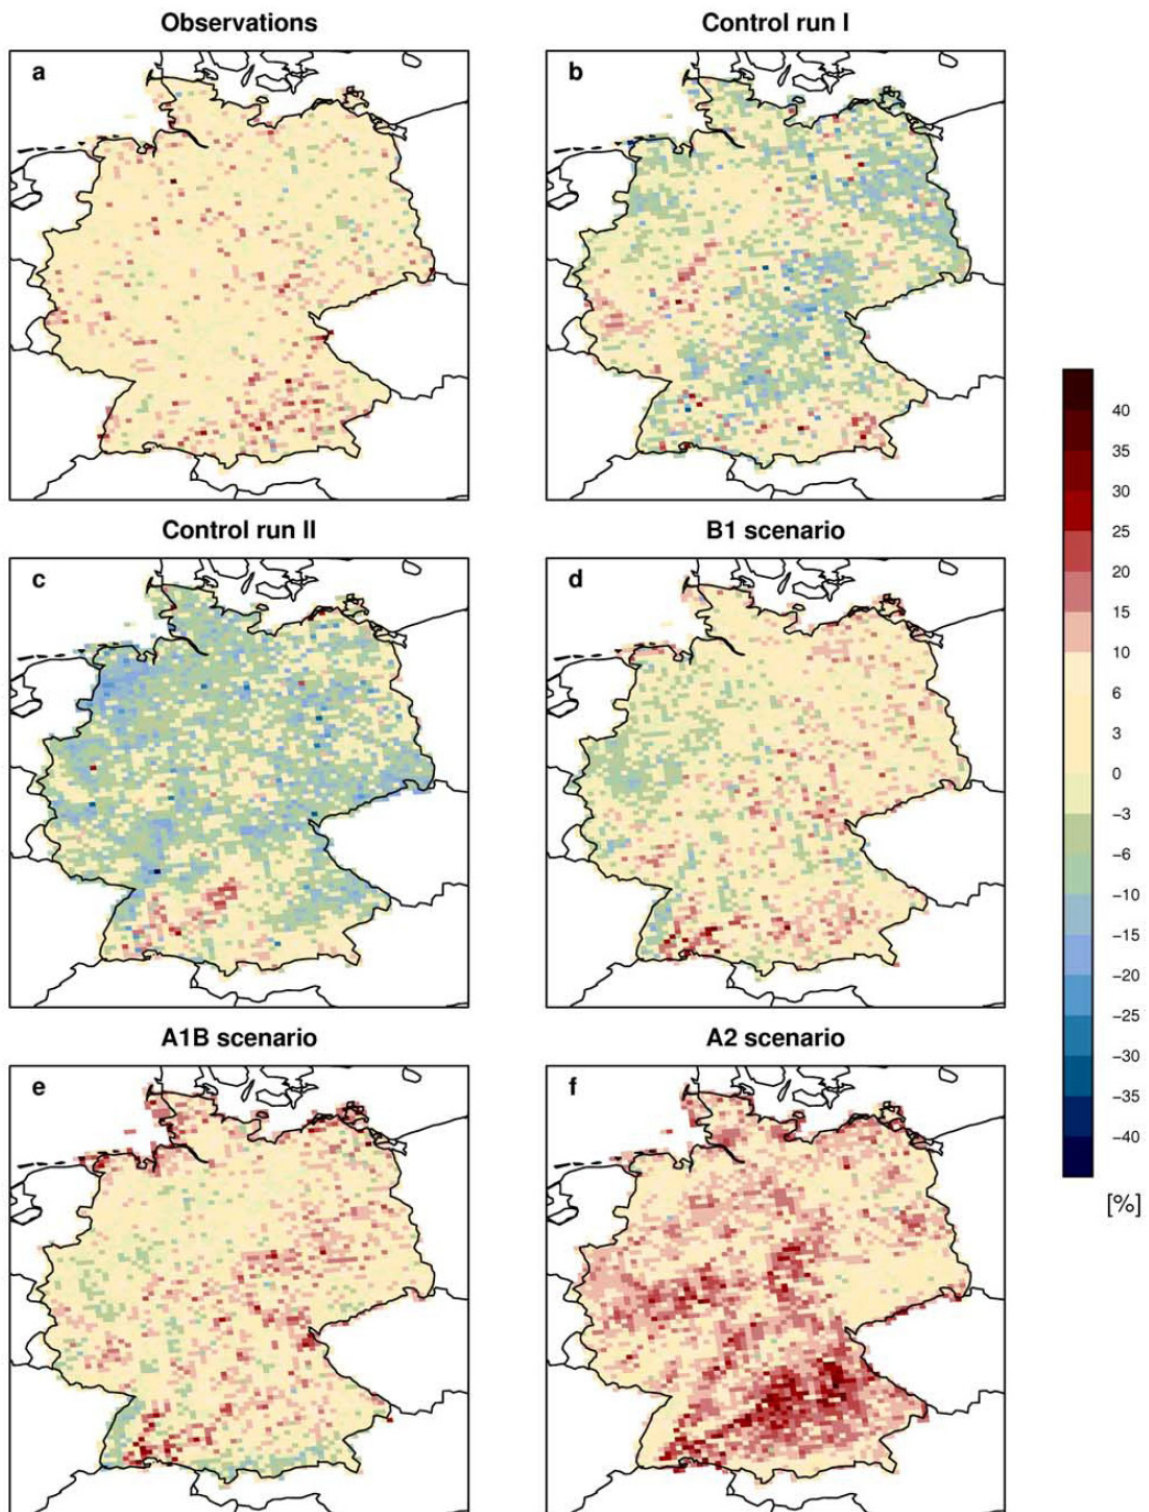 Observations
Control run I
a
b
Control run II
B1 scenario
c
d
A1B scenario
A2 scenario
e
f
40
35
30
25
20
15
10
6
3
0
−3
−6
−10
−15
−20
−25
−30
−35
−40
[%]